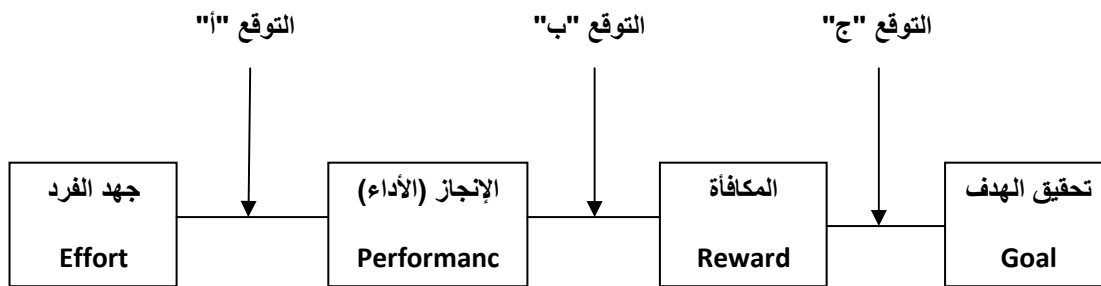 التوقع "أ"
التوقع "ب"
التوقع "ج"
جهد الفرد
Effort
الإنجاز (الأداء)
Performanc
المكافأة
Reward
تحقيق الهدف
Goal